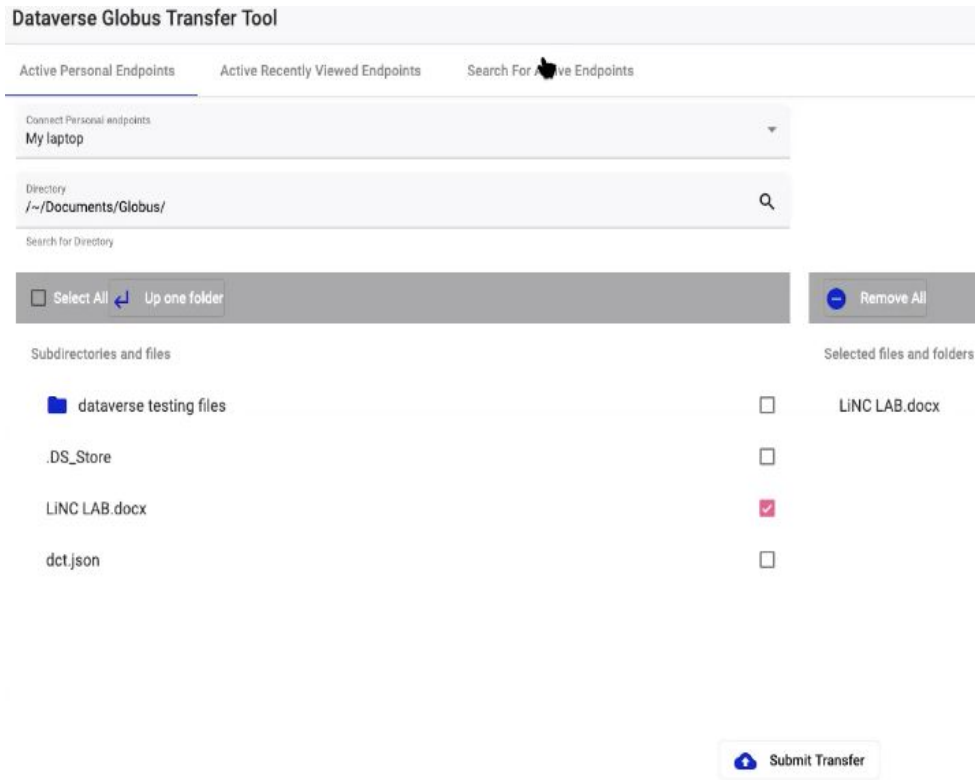 Dataverse Globus Transfer Tool
Active Personal Endpoints Active Recently Viewed Endpoints Search For Active Endpoints
Connect Personal endpoints
My laptop
Directory
/~/Documents/Globus/
Search for Directory
Select All Up one folder Remove All
Subdirectories and files Selected files and folders
dataverse testing files LiNC LAB.docx
.DS_Store
LiNC LAB.docx
dct.json
Submit Transfer